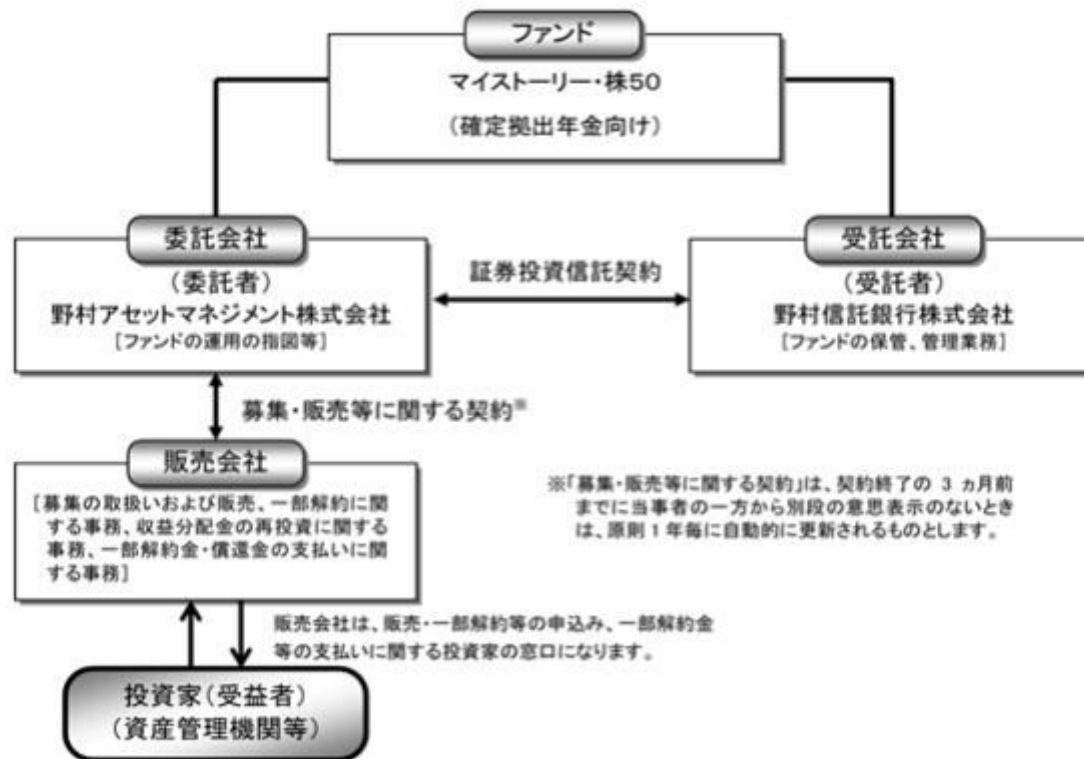 ファンド
マイストーリー・株50
(確定拠出年金向け)
委託会社
(委託者)
野村アセットマネジメント株式会社
[ファンドの運用の指図等]
証券投資信託契約
受託会社
(受託者)
野村信託銀行株式会社
[ファンドの保管、管理業務]
募集・販売等に関する契約※
販売会社
[募集の取扱いおよび販売、一部解約に関
する事務、収益分配金の再投資に関する
事務、一部解約金・償還金の支払いに関
する事務]
※「募集・販売等に関する契約」は、契約終了の 3 ヵ月前
までに当事者の一方から別段の意思表示のないとき
は、原則 1 年毎に自動的に更新されるものとします。
販売会社は、販売・一部解約等の申込み、一部解約金
等の支払いに関する投資家の窓口になります。
投資家(受益者)
(資産管理機関等)